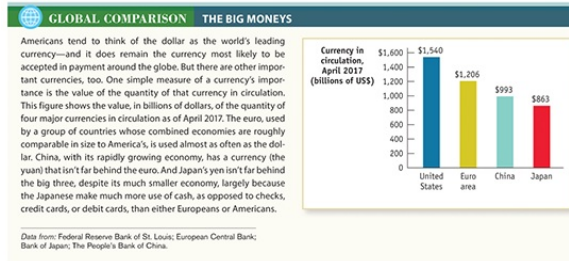 GLOBAL COMPARISON THE BIG MONEYS
Americans tend to think of the dollar as the world's leading
currency—and it does remain the currency most likely to be
accepted in payment around the globe. But there are other impor-
tant currencies, too. One simple measure of a currency's impor-
tance is the value of the quantity of that currency in circulation.
This figure shows the value, in billions of dollars, of the quantity of
four major currencies in circulation as of April 2017. The euro, used
by a group of countries whose combined economies are roughly
comparable in size to America's, is used almost as often as the dol-
lar. China, with its rapidly growing economy, has a currency (the
yuan) that isn't far behind the euro. And Japan's yen isn't far behind
the big three, despite its much smaller economy, largely because
the Japanese make much more use of cash, as opposed to checks,
credit cards, or debit cards, than either Europeans or Americans.
Data from: Federal Reserve Bank of St. Louis; European Central Bank;
Bank of Japan; The People's Bank of China.
Currency in
circulation,
April 2017
(billions of US$)
$1,600
1,400
1,200
1,000
800
600
400
200
0
$1,540
$1,206
$993
$863
United
States
Euro
area
China
Japan